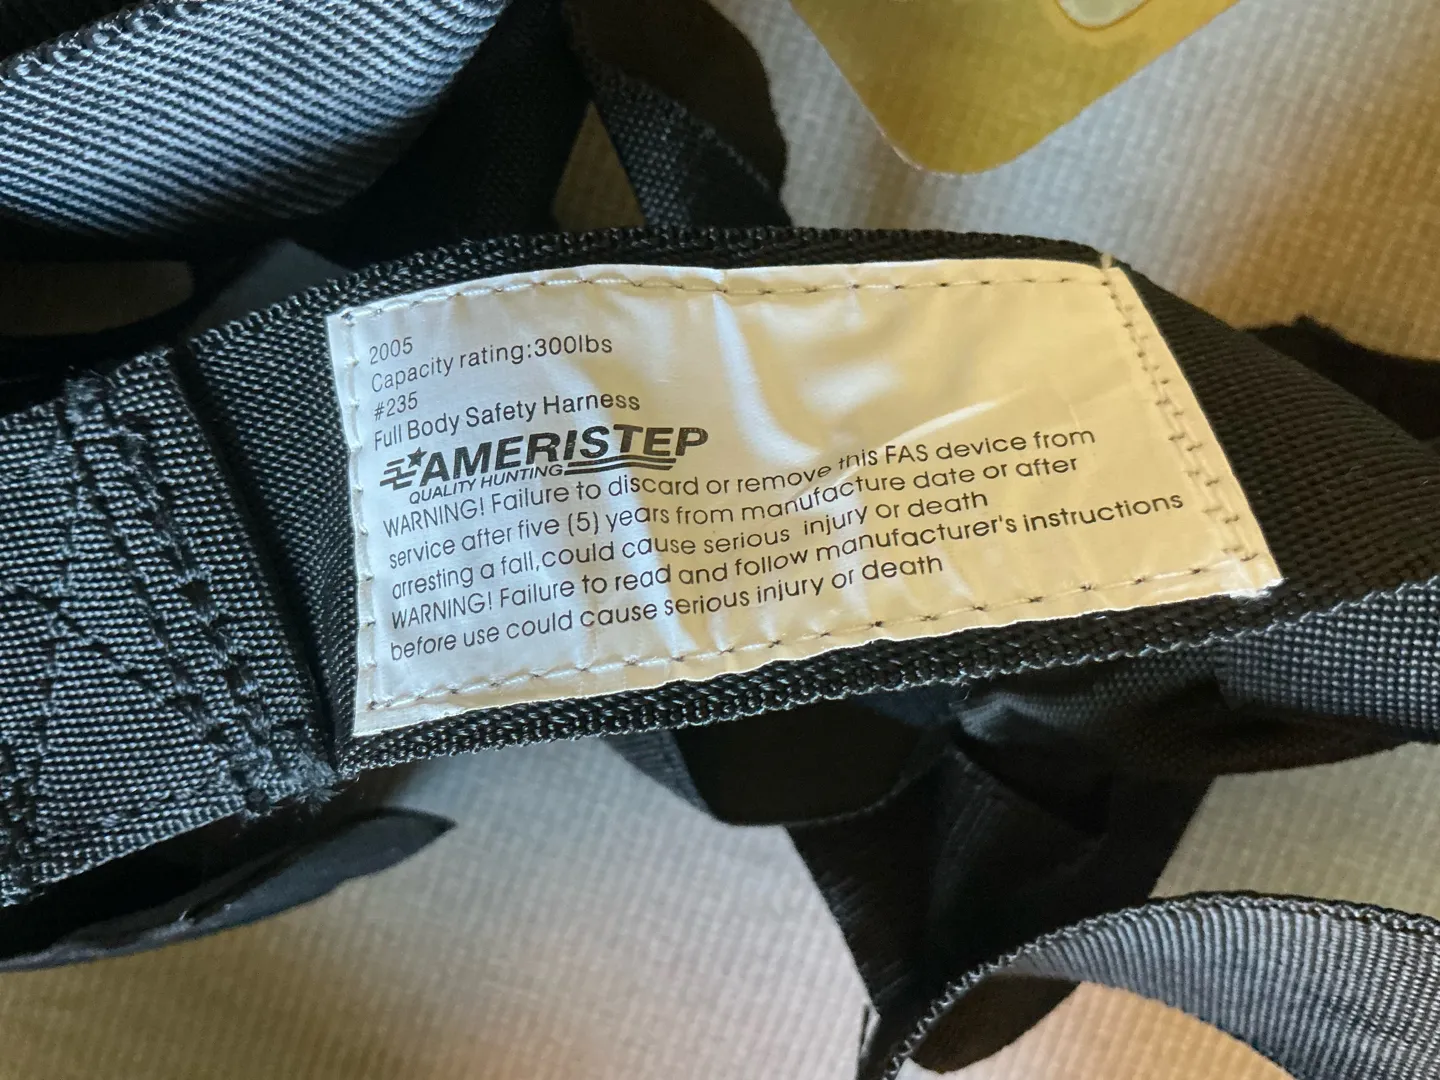 2005
Capacity rating:300lbs
#235
Full Body Safety Harness
AMERISTEP
QUALITY HUNTING
WARNING! Failure to discard or remove this FAS device from
service after five (5) years from manufacture date or after
arresting a fall,could cause serious injury or death
WARNING! Failure to read and follow manufacturer's instructions
before use could cause serious injury or death